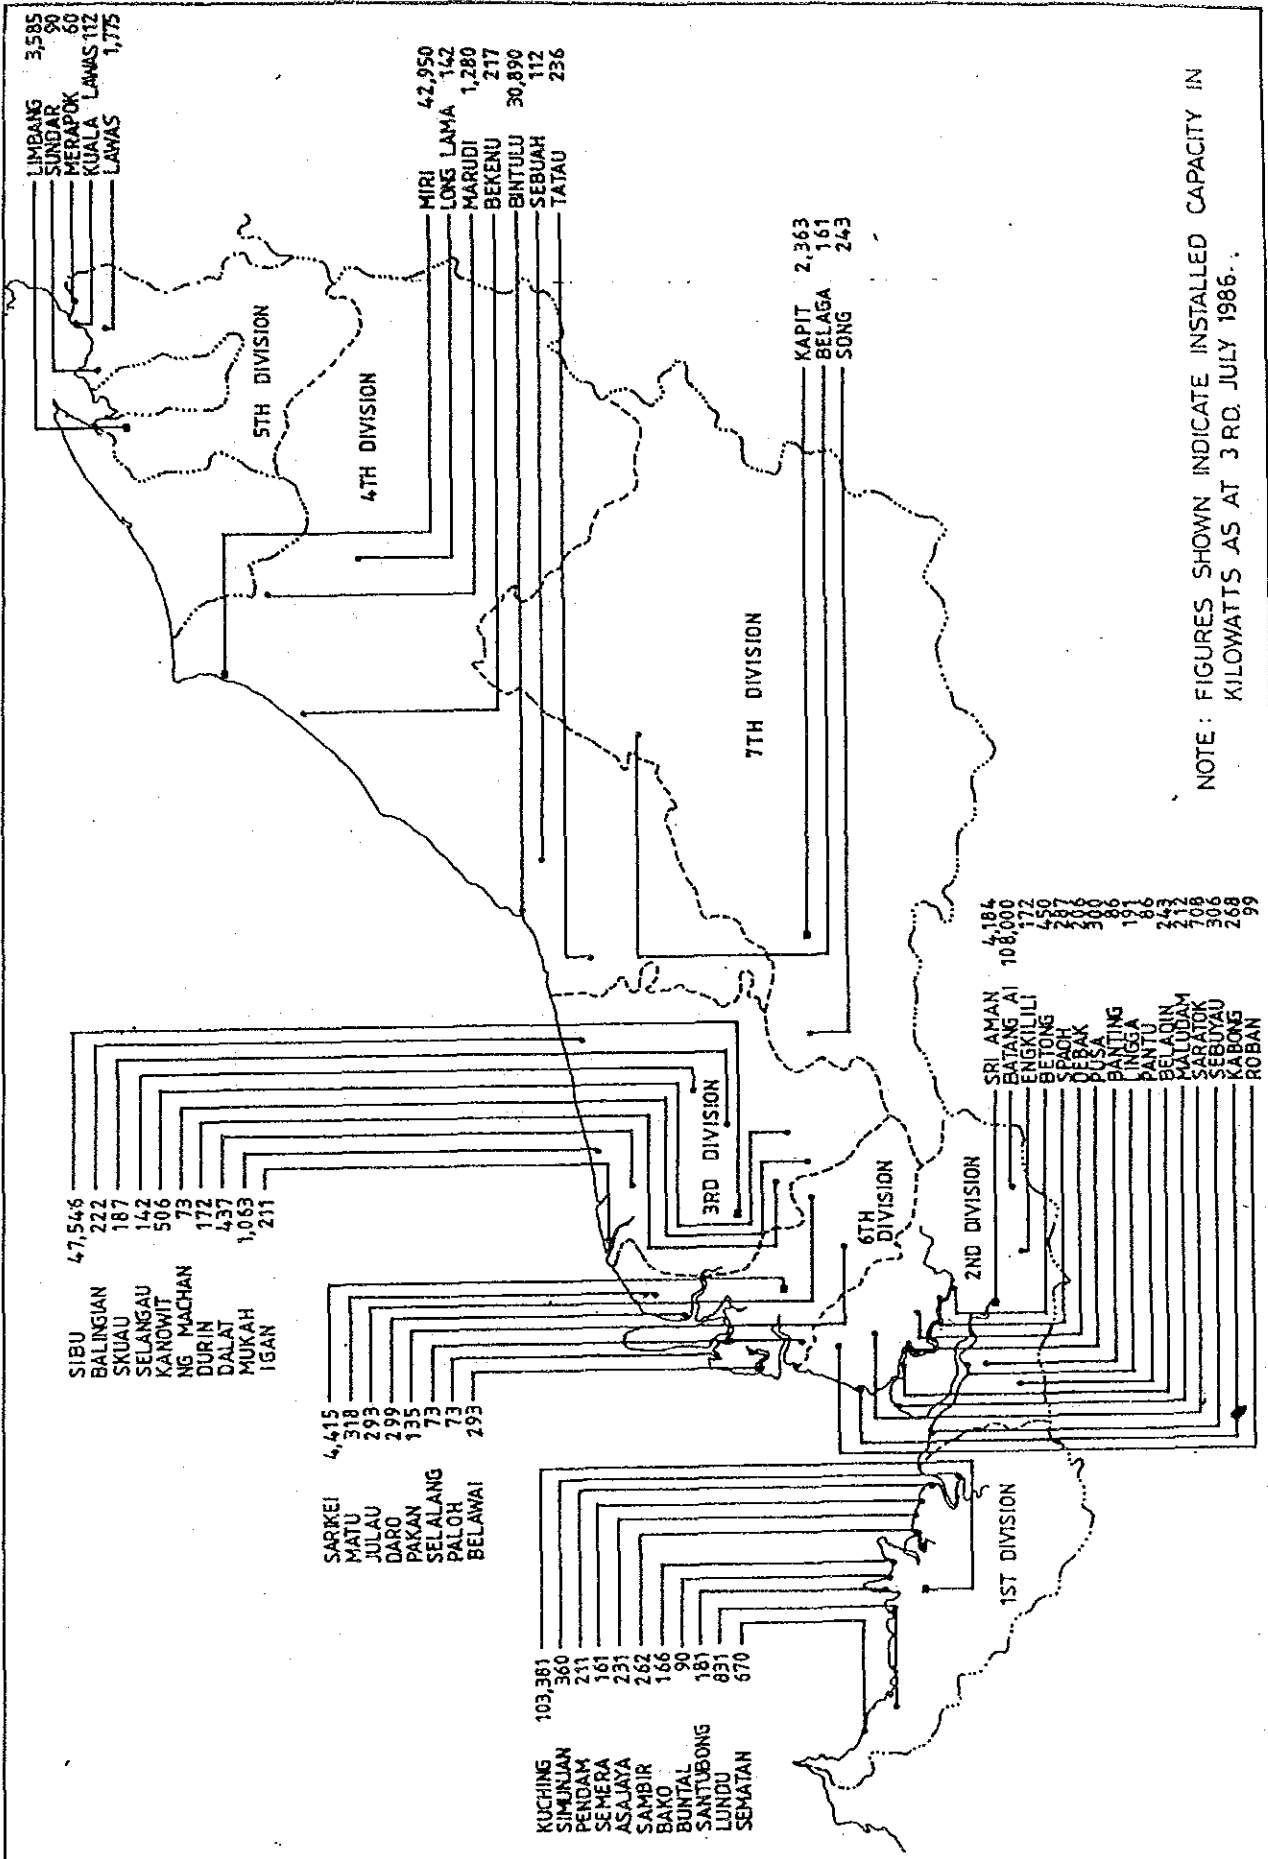 LIMBANG 3,585
SUNDAR 90
MERAPOK 60
KUALA LAWAS 112
LAWAS 1,775
MIRI 42,950
LONG LAMA 142
MARUDI 1,280
BEKENU 217
BINTULU 30,890
SEBUAH 112
TATAU 236
KAPIT 2,363
BELAGA 161
SONG 243
SIBU 47,546
BALINGIAN 222
SKUAU 187
SELANGAU 142
KANOWIT 506
NG MACHAN 73
DURIN 172
DALAT 437
MUKAH 1,063
IGAN 211
SARIKEI 4,415
MATU 318
JULAU 293
DARO 299
PAKAN 135
SELALANG 73
PALOH 73
BELAWAI 293
KUCHING 103,381
SIMUNJAN 360
PENDAM 211
SEMERA 161
ASAJAYA 231
SAMBIR 262
BAKO 166
BUNTAL 90
SANTUBONG 181
LUNDU 831
SEMATAN 670
SRI AMAN 4,184
BATANG AI 108,000
ENGKILILI 172
BETONG 450
SPAOH 287
DEBAK 206
PUSA 300
BANTING 86
LINGGA 191
PANTU 86
BELADIN 243
MALUDAM 212
SARATOK 708
SEBUYAU 306
KABONG 268
ROBAN 99
5TH DIVISION
4TH DIVISION
7TH DIVISION
3RD DIVISION
6TH
DIVISION
2ND DIVISION
1ST DIVISION
NOTE: FIGURES SHOWN INDICATE INSTALLED CAPACITY IN
KILOWATTS AS AT 3RD. JULY 1986.